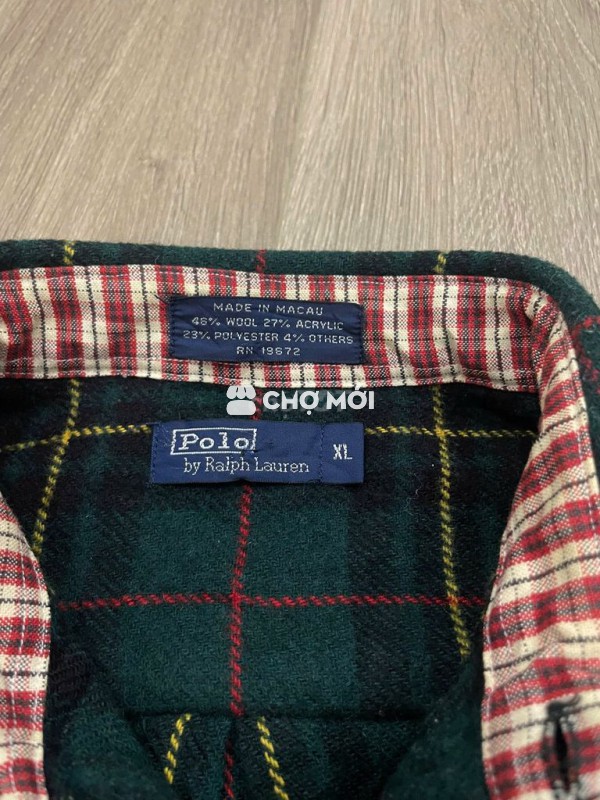 MADE IN MACAU
46% WOOL 27% ACRYLIC
23% POLYESTER 4% OTHERS
RN 19672
CHỢ MỚI
Polo
by Ralph Lauren
XL